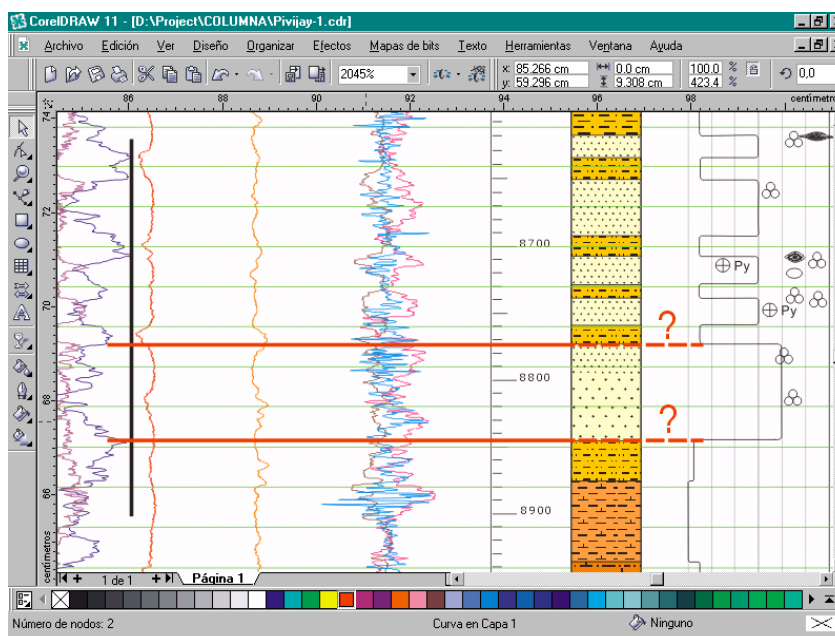 CorelDRAW 11 - [D:\Project\COLUMNA\Pivijay-1.cdr]
Archivo Edición Ver Diseño Organizar Efectos Mapas de bits Texto Herramientas Ventana Ayuda
2045% x: 85.266 cm 0.0 cm 100.0 % 0,0
y: 59.296 cm 9.308 cm 423.4 %
86 88 90 92 94 96 98 centímetros
74
72
8700
Py
70
Py
?
8800
68
?
66
8900
centímetros
1 de 1 Página 1
Número de nodos: 2 Curva en Capa 1 Ninguno